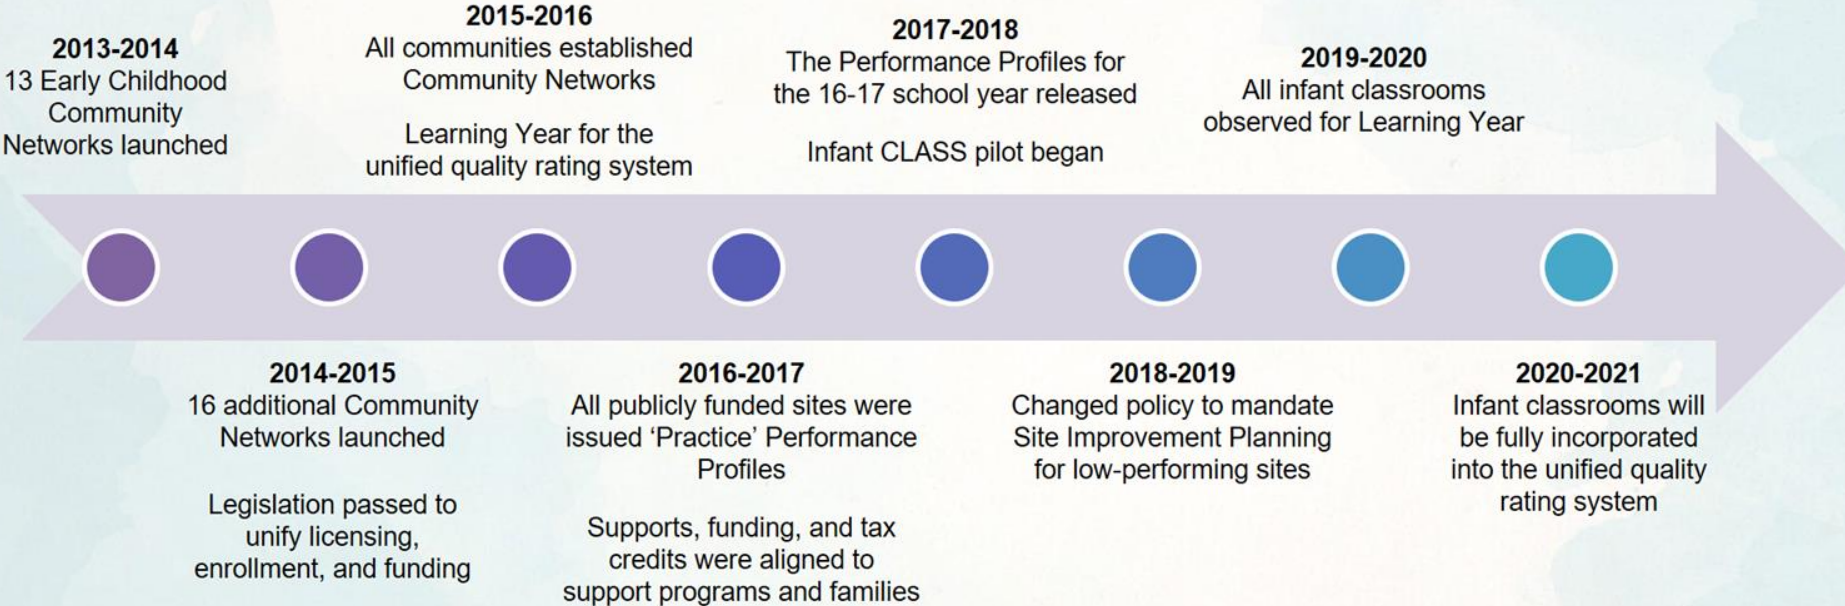 2013-2014
13 Early Childhood
Community
Networks launched
2014-2015
16 additional Community
Networks launched
Legislation passed to
unify licensing,
enrollment, and funding
2015-2016
All communities established
Community Networks
Learning Year for the
unified quality rating system
2016-2017
All publicly funded sites were
issued ‘Practice’ Performance
Profiles
Supports, funding, and tax
credits were aligned to
support programs and families
2017-2018
The Performance Profiles for
the 16-17 school year released
Infant CLASS pilot began
2018-2019
Changed policy to mandate
Site Improvement Planning
for low-performing sites
2019-2020
All infant classrooms
observed for Learning Year
2020-2021
Infant classrooms will
be fully incorporated
into the unified quality
rating system